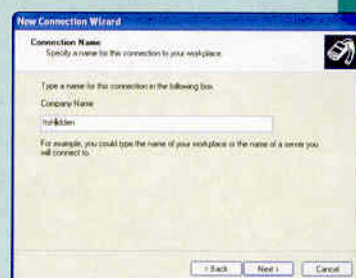 New Connection Wizard
Connection Name
Specify a name for this connection to your workplace.
Type a name for this connection in the following box.
Company Name
ItsHidden
For example, you could type the name of your workplace or the name of a server you
will connect to.
< Back Next > Cancel